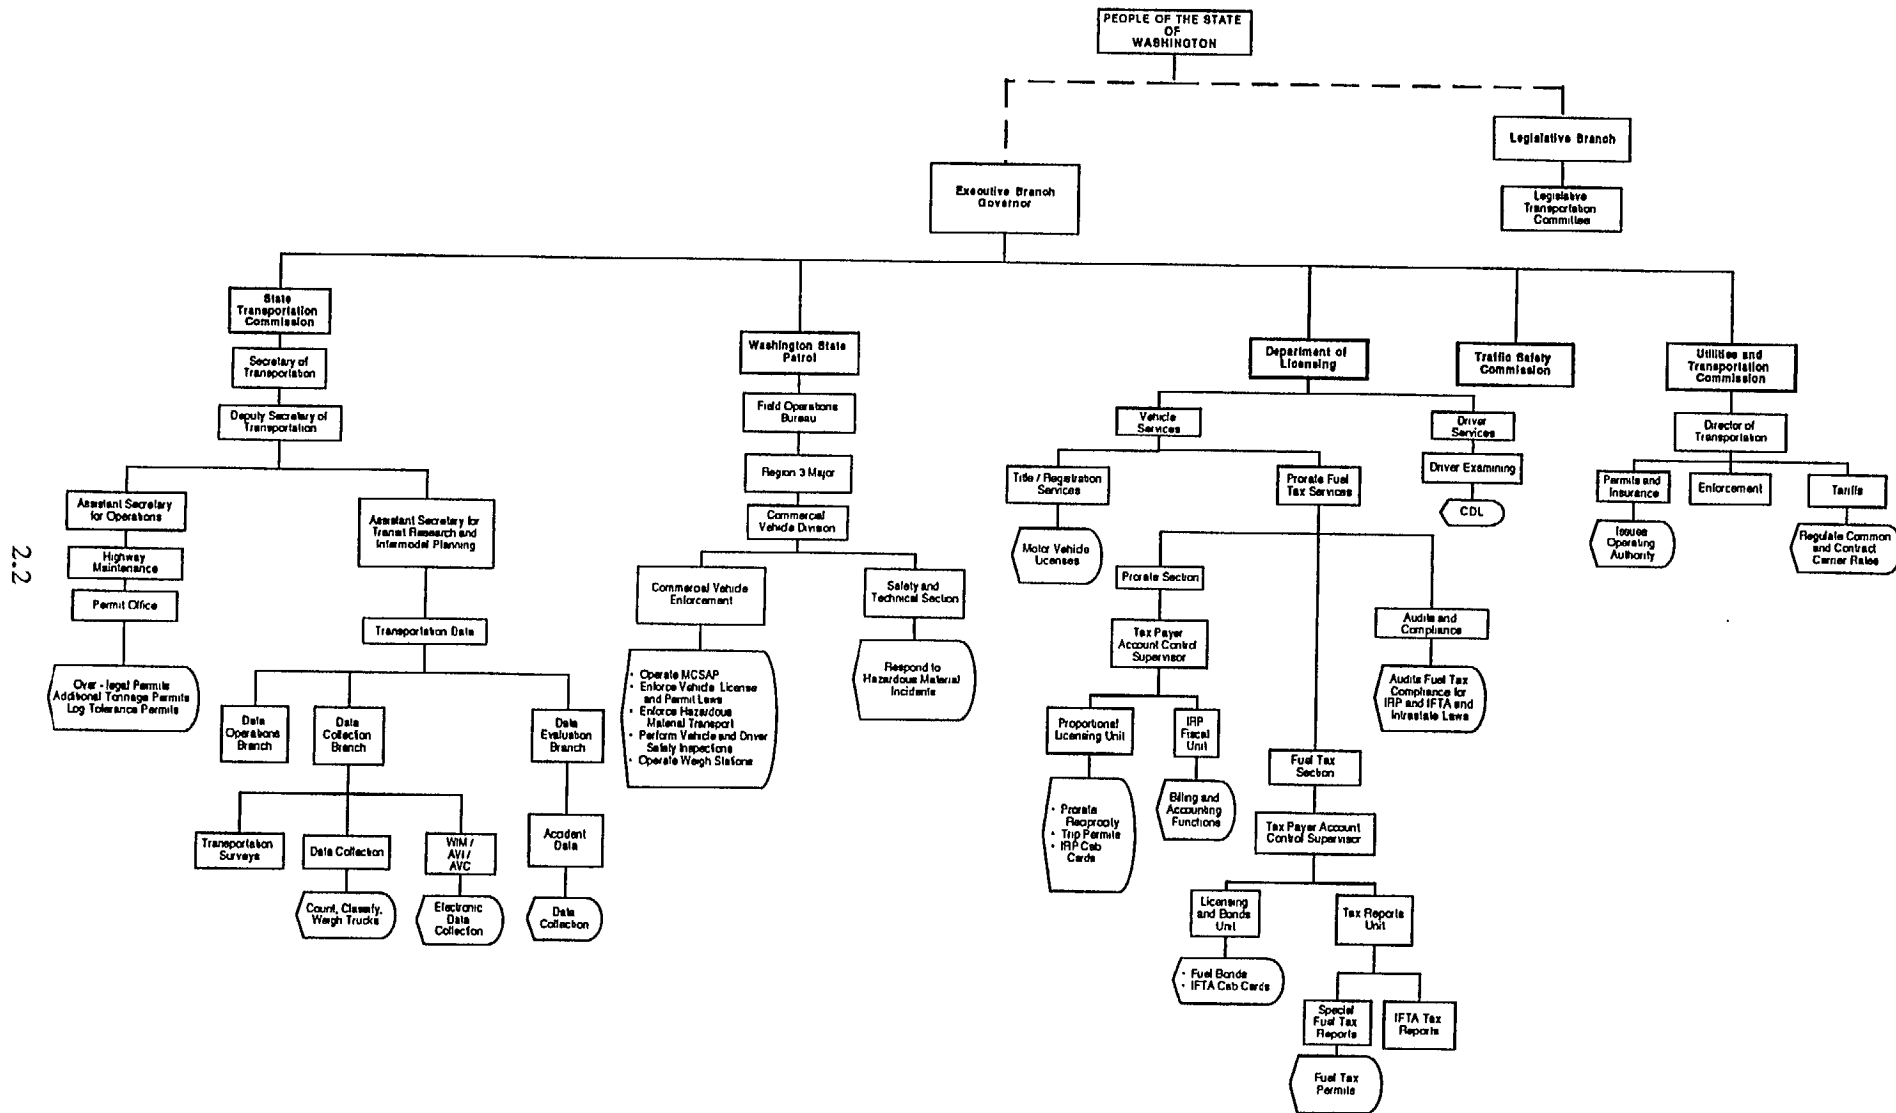 PEOPLE OF THE STATE
OF
WASHINGTON
Legislative Branch
Legislative
Transportation
Committee
Executive Branch
Governor
State
Transportation
Commission
Secretary of
Transportation
Deputy Secretary of
Transportation
Assistant Secretary
for Operations
Highway
Maintenance
Permit Office
Over - legal Permits
Additional Tonnage Permits
Log Tolerance Permits
Assistant Secretary for
Transit Research and
Intermodel Planning
Transportation Data
Data
Operations
Branch
Data
Collection
Branch
Data
Evaluation
Branch
Transportation
Surveys
Data Collection
WIM /
AVI /
AVC
Accident
Data
Count, Classify,
Weigh Trucks
Electronic
Data
Collection
Data
Collection
Washington State
Patrol
Field Operations
Bureau
Region 3 Major
Commercial
Vehicle Division
Commercial Vehicle
Enforcement
Safety and
Technical Section
• Operate MCSAP
• Enforce Vehicle License
and Permit Laws
• Enforce Hazardous
Material Transport
• Perform Vehicle and Driver
Safety Inspections
• Operate Weigh Stations
Respond to
Hazardous Material
Incidents
Department of
Licensing
Vehicle
Services
Driver
Services
Title / Registration
Services
Prorate Fuel
Tax Services
Driver Examining
CDL
Motor Vehicle
Licenses
Prorate Section
Tax Payer
Account Control
Supervisor
Audits and
Compliance
Audits Fuel Tax
Compliance for
IRP and IFTA and
Intrastate Laws
Proportional
Licensing Unit
IRP
Fiscal
Unit
• Prorate
Reciprocity
• Trip Permits
• IRP Cab
Cards
Billing and
Accounting
Functions
Fuel Tax
Section
Tax Payer Account
Control Supervisor
Licensing
and Bonds
Unit
Tax Reports
Unit
• Fuel Bonds
• IFTA Cab Cards
Special
Fuel Tax
Reports
IFTA Tax
Reports
Fuel Tax
Permits
Traffic Safety
Commission
Utilities and
Transportation
Commission
Director of
Transportation
Permits and
Insurance
Enforcement
Tariffs
Issues
Operating
Authority
Regulate Common
and Contract
Carrier Rates
2-2